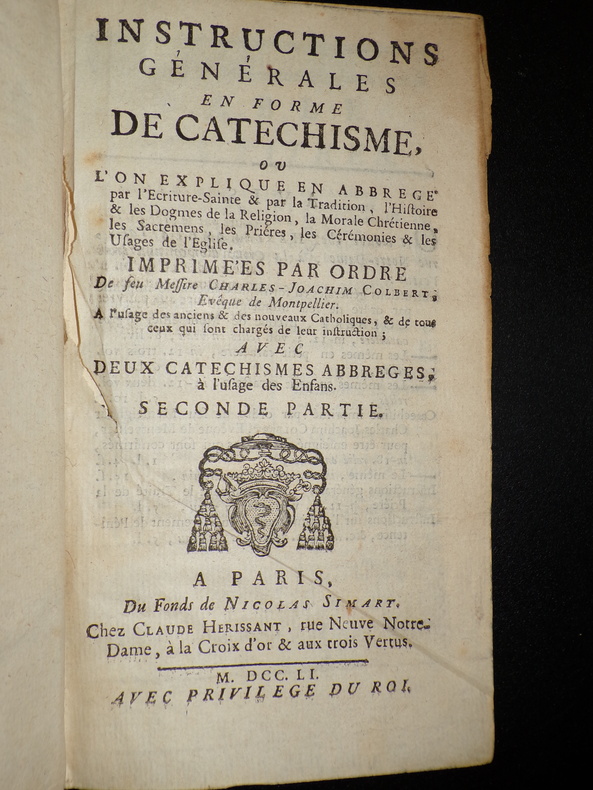 INSTRUCTIONS
GÉNÉRALES
EN FORME
DE CATECHISME,
OU
L'ON EXPLIQUE EN ABBREGE'
par l'Ecriture-Sainte & par la Tradition, l'Histoire
& les Dogmes de la Religion, la Morale Chrétienne,
les Sacremens, les Priéres, les Cérémonies & les
Usages de l'Eglise,
IMPRIME'ES PAR ORDRE
De feu Messire CHARLES-JOACHIM COLBERT,
Evêque de Montpellier.
A l'usage des anciens & des nouveaux Catholiques, & de tous
ceux qui sont chargés de leur instruction;
AVEC
DEUX CATECHISMES ABBREGES,
à l'usage des Enfans.
SECONDE PARTIE.
A PARIS,
Du Fonds de NICOLAS SIMART.
Chez CLAUDE HERISSANT, rue Neuve Notre-
Dame, à la Croix d'or & aux trois Vertus.
M. DCC. LI.
AVEC PRIVILEGE DU ROI.